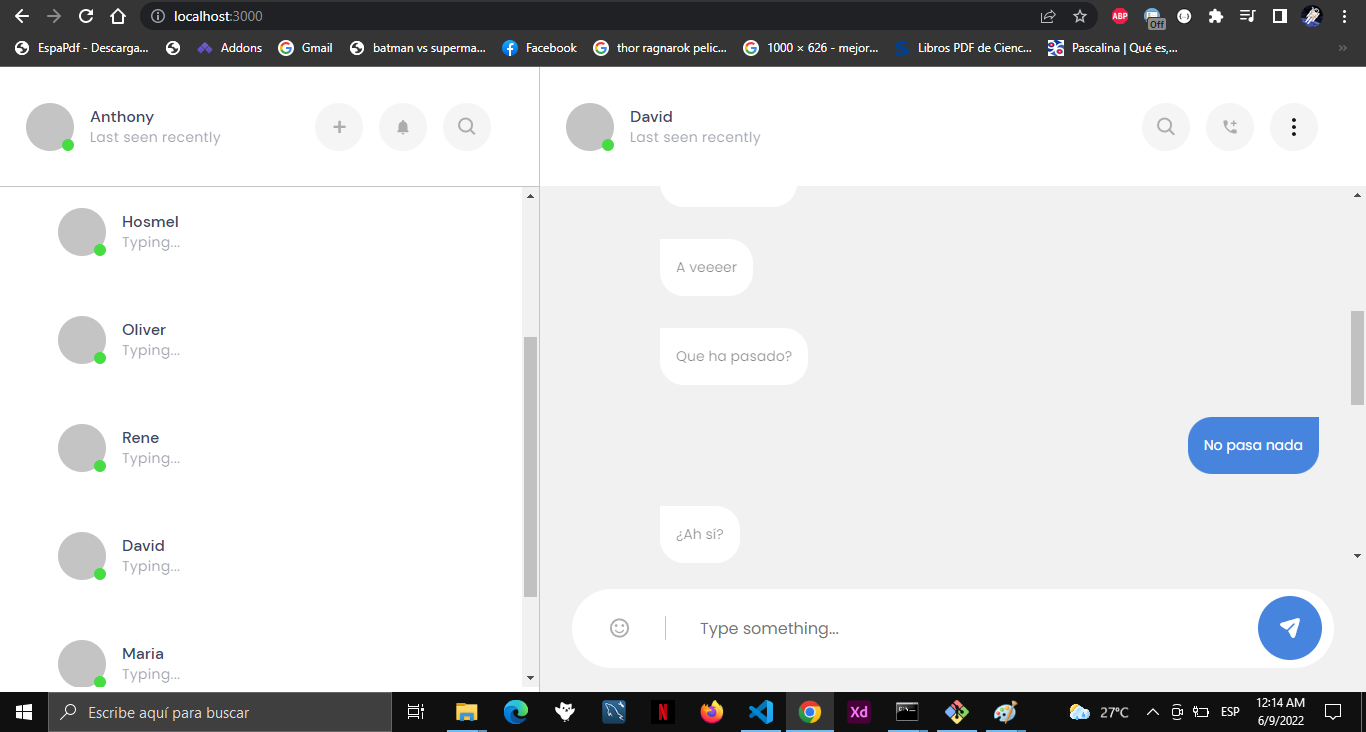 localhost:3000
ABP
Off
EspaPdf - Descarga...
Addons
Gmail
batman vs superma...
Facebook
thor ragnarok pelic...
1000 × 626 - mejor...
Libros PDF de Cienc...
Pascalina | Qué es,...
Anthony
Last seen recently
David
Last seen recently
Hosmel
Typing...
Oliver
Typing...
Rene
Typing...
David
Typing...
Maria
Typing...
A veeeer
Que ha pasado?
No pasa nada
¿Ah sí?
Type something...
Escribe aquí para buscar
N
Xd
27°C
ESP
12:14 AM
6/9/2022